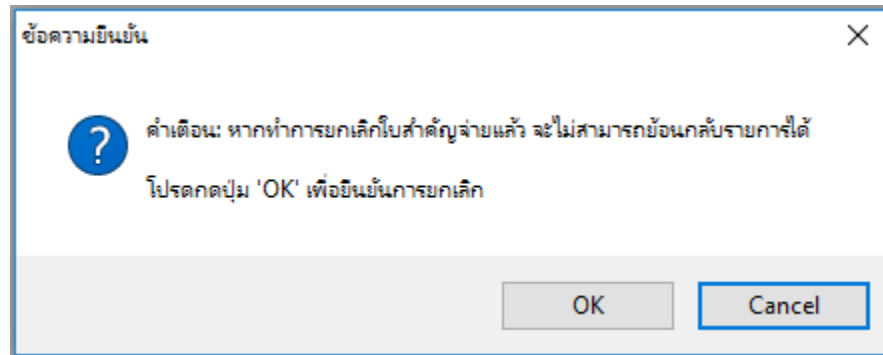 ข้อความยืนยัน
คำเตือน: หากทำการยกเลิกใบสำคัญจ่ายแล้ว จะไม่สามารถย้อนกลับรายการได้
โปรดกดปุ่ม 'OK' เพื่อยืนยันการยกเลิก
OK
Cancel